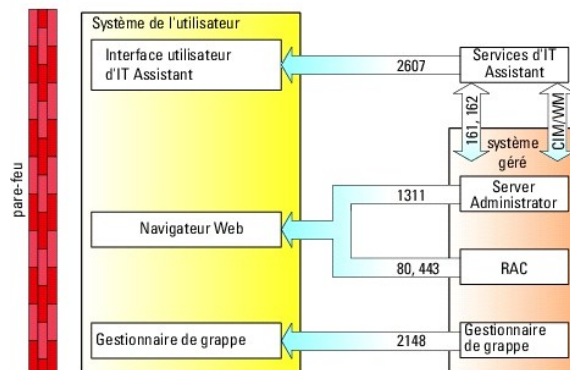 pare-feu
Système de l'utilisateur
Interface utilisateur
d'IT Assistant
2607
Services d'IT
Assistant
161, 162
CIM/WM
système
géré
1311
Server
Administrator
Navigateur Web
80, 443
RAC
Gestionnaire de grappe
2148
Gestionnaire
de grappe